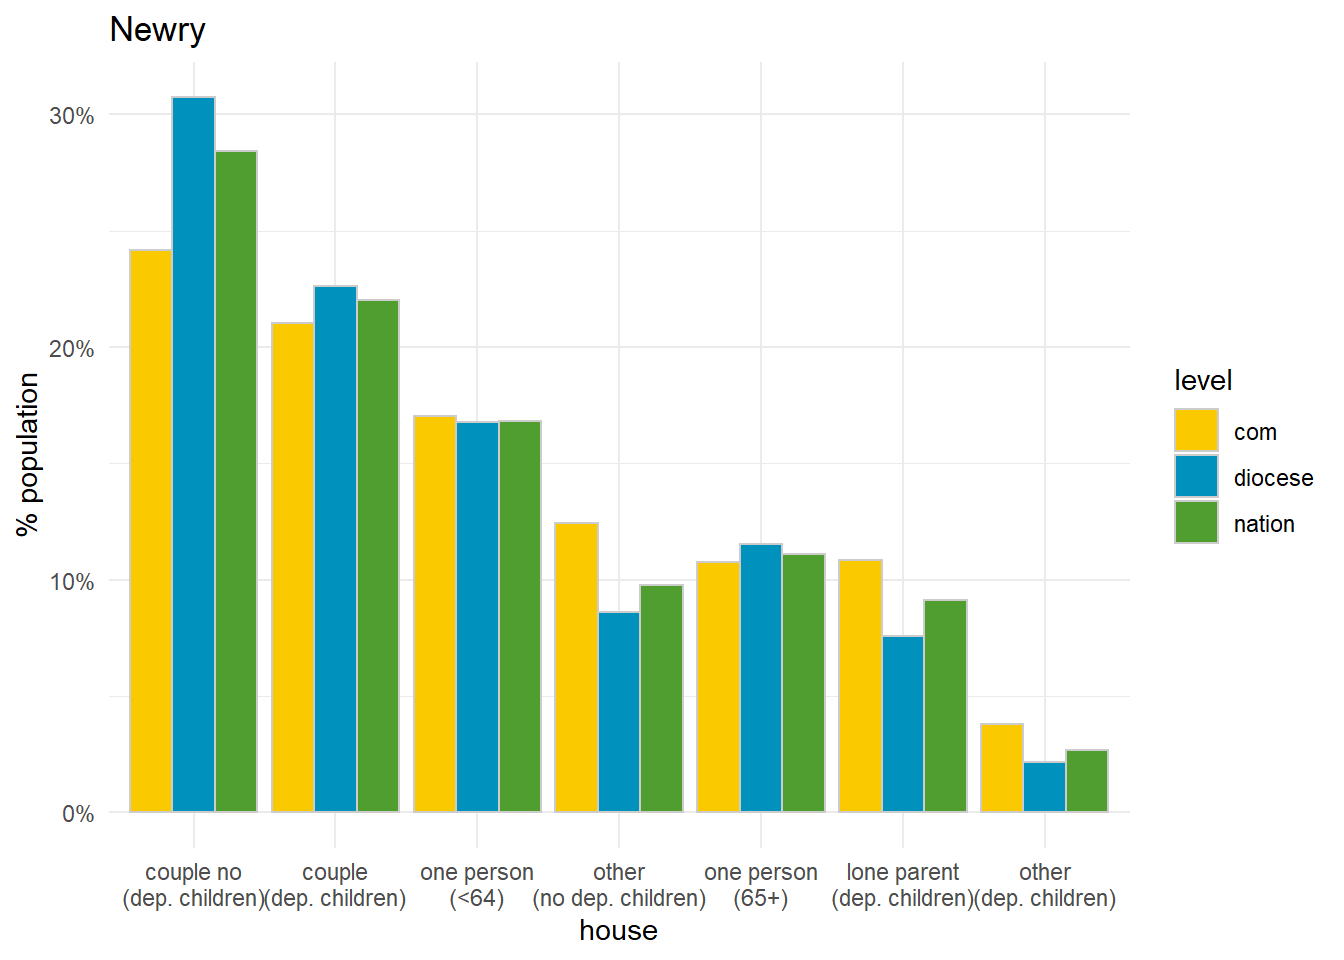 Newry
30%
20%
10%
0%
% population
couple no
(dep. children)
couple
(dep. children)
one person
(<64)
other
(no dep. children)
one person
(65+)
lone parent
(dep. children)
other
(dep. children)
house
level
com
diocese
nation